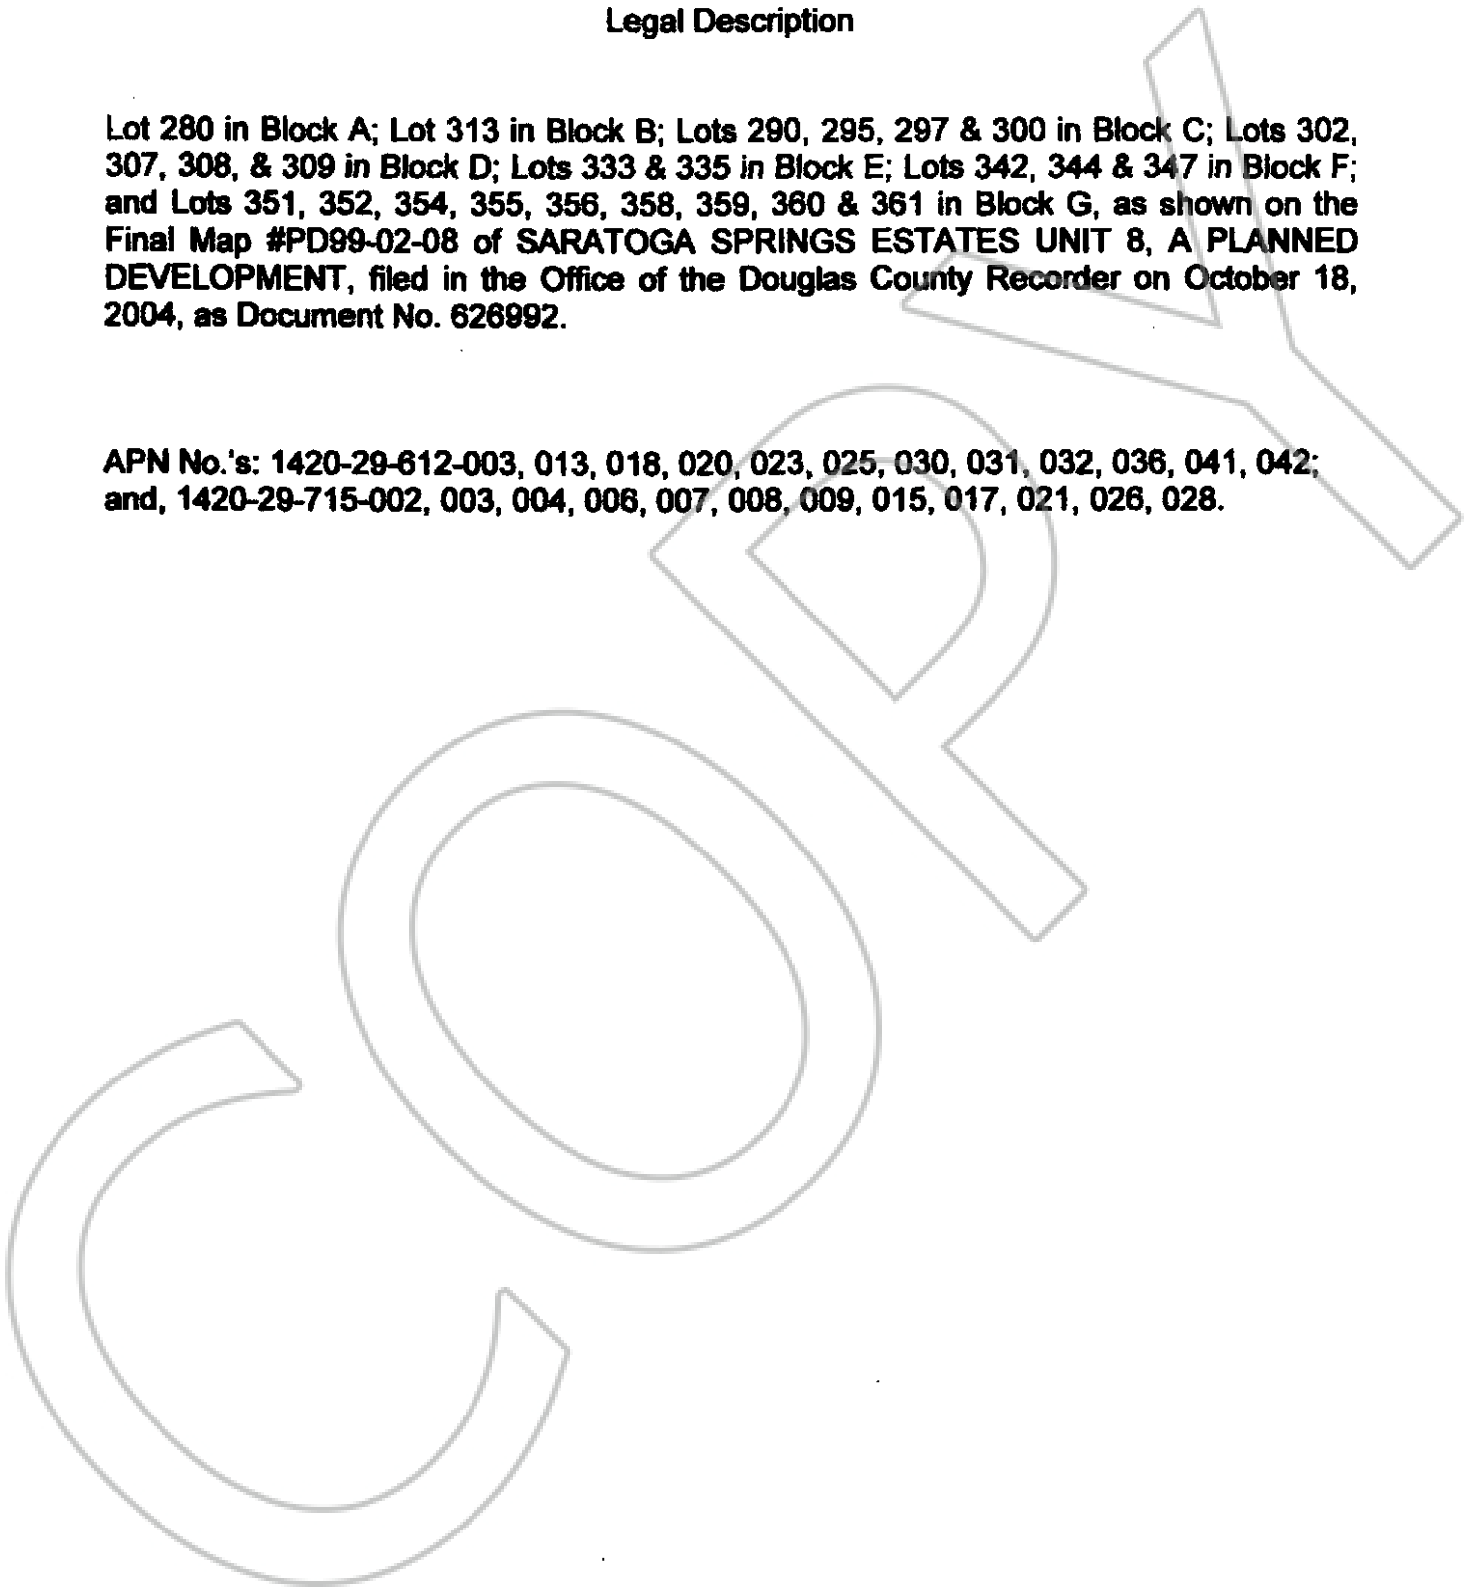 Legal Description
Lot 280 in Block A; Lot 313 in Block B; Lots 290, 295, 297 & 300 in Block C; Lots 302,
307, 308, & 309 in Block D; Lots 333 & 335 in Block E; Lots 342, 344 & 347 in Block F;
and Lots 351, 352, 354, 355, 356, 358, 359, 360 & 361 in Block G, as shown on the
Final Map #PD99-02-08 of SARATOGA SPRINGS ESTATES UNIT 8, A PLANNED
DEVELOPMENT, filed in the Office of the Douglas County Recorder on October 18,
2004, as Document No. 626992.
APN No.'s: 1420-29-612-003, 013, 018, 020, 023, 025, 030, 031, 032, 036, 041, 042;
and, 1420-29-715-002, 003, 004, 006, 007, 008, 009, 015, 017, 021, 026, 028.
COPY